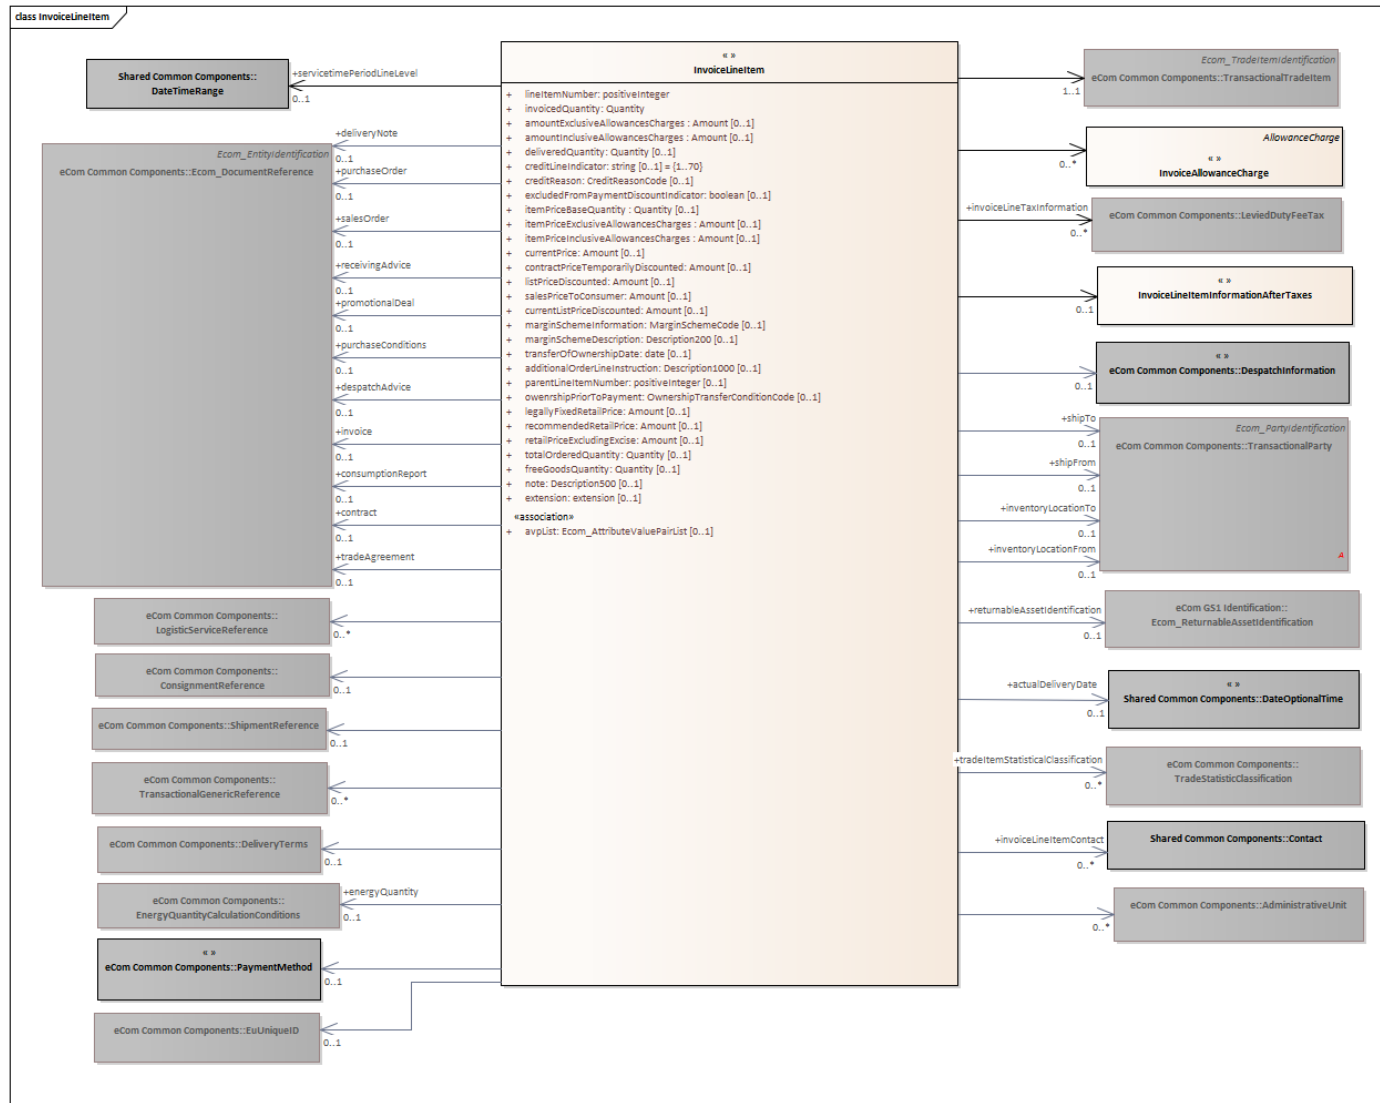 class InvoiceLineItem
Shared Common Components::
DateTimeRange
+servicetimePeriodLineLevel
0..1
Ecom_EntityIdentification
eCom Common Components::Ecom_DocumentReference
+deliveryNote
0..1
+purchaseOrder
0..1
+salesOrder
0..1
+receivingAdvice
0..1
+promotionalDeal
0..1
+purchaseConditions
0..1
+despatchAdvice
0..1
+invoice
0..1
+consumptionReport
0..1
+contract
0..1
+tradeAgreement
0..1
eCom Common Components::
LogisticServiceReference
0..*
eCom Common Components::
ConsignmentReference
0..1
eCom Common Components::ShipmentReference
0..1
eCom Common Components::
TransactionalGenericReference
0..*
eCom Common Components::DeliveryTerms
0..1
eCom Common Components::
EnergyQuantityCalculationConditions
+energyQuantity
0..1
« »
eCom Common Components::PaymentMethod
0..1
eCom Common Components::EuUniqueID
0..1
« »
InvoiceLineItem
+ lineItemNumber: positiveInteger
+ invoicedQuantity: Quantity
+ amountExclusiveAllowancesCharges : Amount [0..1]
+ amountInclusiveAllowancesCharges : Amount [0..1]
+ deliveredQuantity: Quantity [0..1]
+ creditLineIndicator: string [0..1] = {1..70}
+ creditReason: CreditReasonCode [0..1]
+ excludedFromPaymentDiscountIndicator: boolean [0..1]
+ itemPriceBaseQuantity : Quantity [0..1]
+ itemPriceExclusiveAllowancesCharges : Amount [0..1]
+ itemPriceInclusiveAllowancesCharges : Amount [0..1]
+ currentPrice: Amount [0..1]
+ contractPriceTemporarilyDiscounted: Amount [0..1]
+ listPriceDiscounted: Amount [0..1]
+ salesPriceToConsumer: Amount [0..1]
+ currentListPriceDiscounted: Amount [0..1]
+ marginSchemeInformation: MarginSchemeCode [0..1]
+ marginSchemeDescription: Description200 [0..1]
+ transferOfOwnershipDate: date [0..1]
+ additionalOrderLineInstruction: Description1000 [0..1]
+ parentLineItemNumber: positiveInteger [0..1]
+ owenrshipPriorToPayment: OwnershipTransferConditionCode [0..1]
+ legallyFixedRetailPrice: Amount [0..1]
+ recommendedRetailPrice: Amount [0..1]
+ retailPriceExcludingExcise: Amount [0..1]
+ totalOrderedQuantity: Quantity [0..1]
+ freeGoodsQuantity: Quantity [0..1]
+ note: Description500 [0..1]
+ extension: extension [0..1]
«association»
+ avpList: Ecom_AttributeValuePairList [0..1]
Ecom_TradeItemIdentification
eCom Common Components::TransactionalTradeItem
1..1
AllowanceCharge
« »
InvoiceAllowanceCharge
0..*
+invoiceLineTaxInformation
eCom Common Components::LeviedDutyFeeTax
0..*
« »
InvoiceLineItemInformationAfterTaxes
0..1
« »
eCom Common Components::DespatchInformation
0..1
Ecom_PartyIdentification
eCom Common Components::TransactionalParty
A
+shipTo
0..1
+shipFrom
0..1
+inventoryLocationTo
0..1
+inventoryLocationFrom
0..1
+returnableAssetIdentification
0..1
eCom GS1 Identification::
Ecom_ReturnableAssetIdentification
+actualDeliveryDate
0..1
« »
Shared Common Components::DateOptionalTime
+tradeItemStatisticalClassification
0..*
eCom Common Components::
TradeStatisticClassification
+invoiceLineItemContact
0..*
Shared Common Components::Contact
eCom Common Components::AdministrativeUnit
0..*